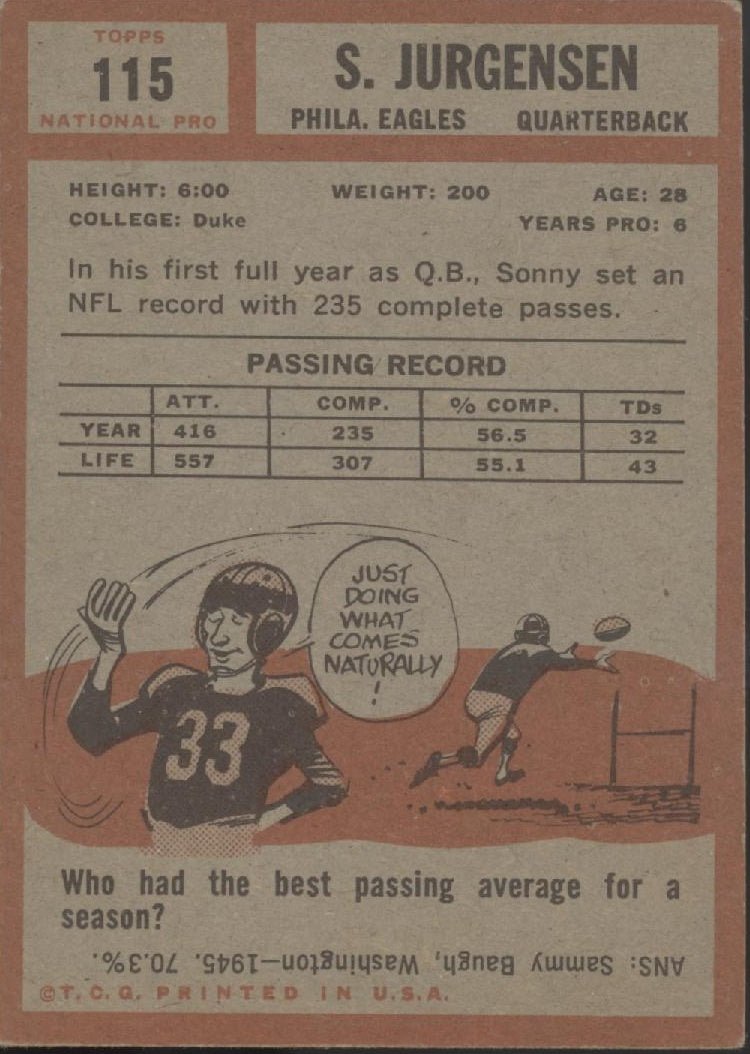 TOPPS
115
NATIONAL PRO
S. JURGENSEN
PHILA. EAGLES QUARTERBACK
HEIGHT: 6:00 WEIGHT: 200 AGE: 28
COLLEGE: Duke YEARS PRO: 6
In his first full year as Q.B., Sonny set an
NFL record with 235 complete passes.
PASSING RECORD
ATT. COMP. % COMP. TDs
YEAR 416 235 56.5 32
LIFE 557 307 55.1 43
JUST
DOING
WHAT
COMES
NATURALLY
!
33
Who had the best passing average for a
season?
ANS: Sammy Baugh, Washington—1945. 70.3%.
©T.C.G. PRINTED IN U.S.A.